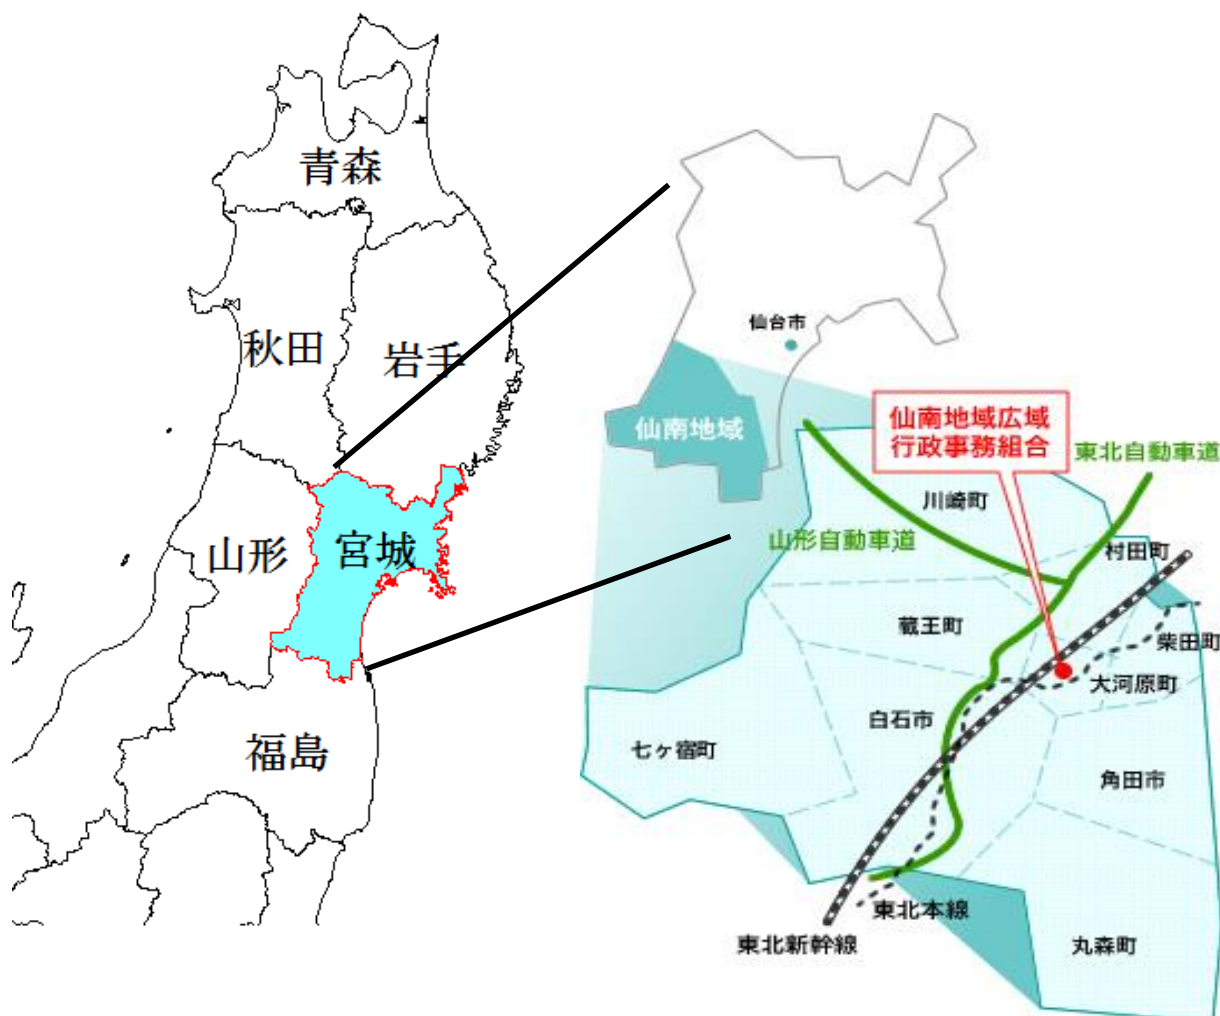 青森
秋田
岩手
山形
宮城
福島
仙台市
仙南地域
仙南地域広域
行政事務組合
東北自動車道
川崎町
山形自動車道
村田町
蔵王町
柴田町
大河原町
白石市
七ヶ宿町
角田市
東北本線
東北新幹線
丸森町